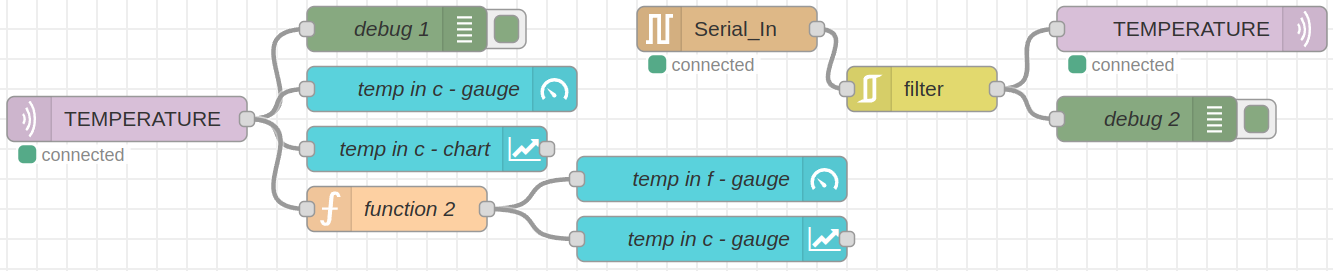 debug 1
temp in c - gauge
TEMPERATURE
connected
temp in c - chart
function 2
temp in f - gauge
temp in c - gauge
Serial_In
connected
filter
TEMPERATURE
connected
debug 2